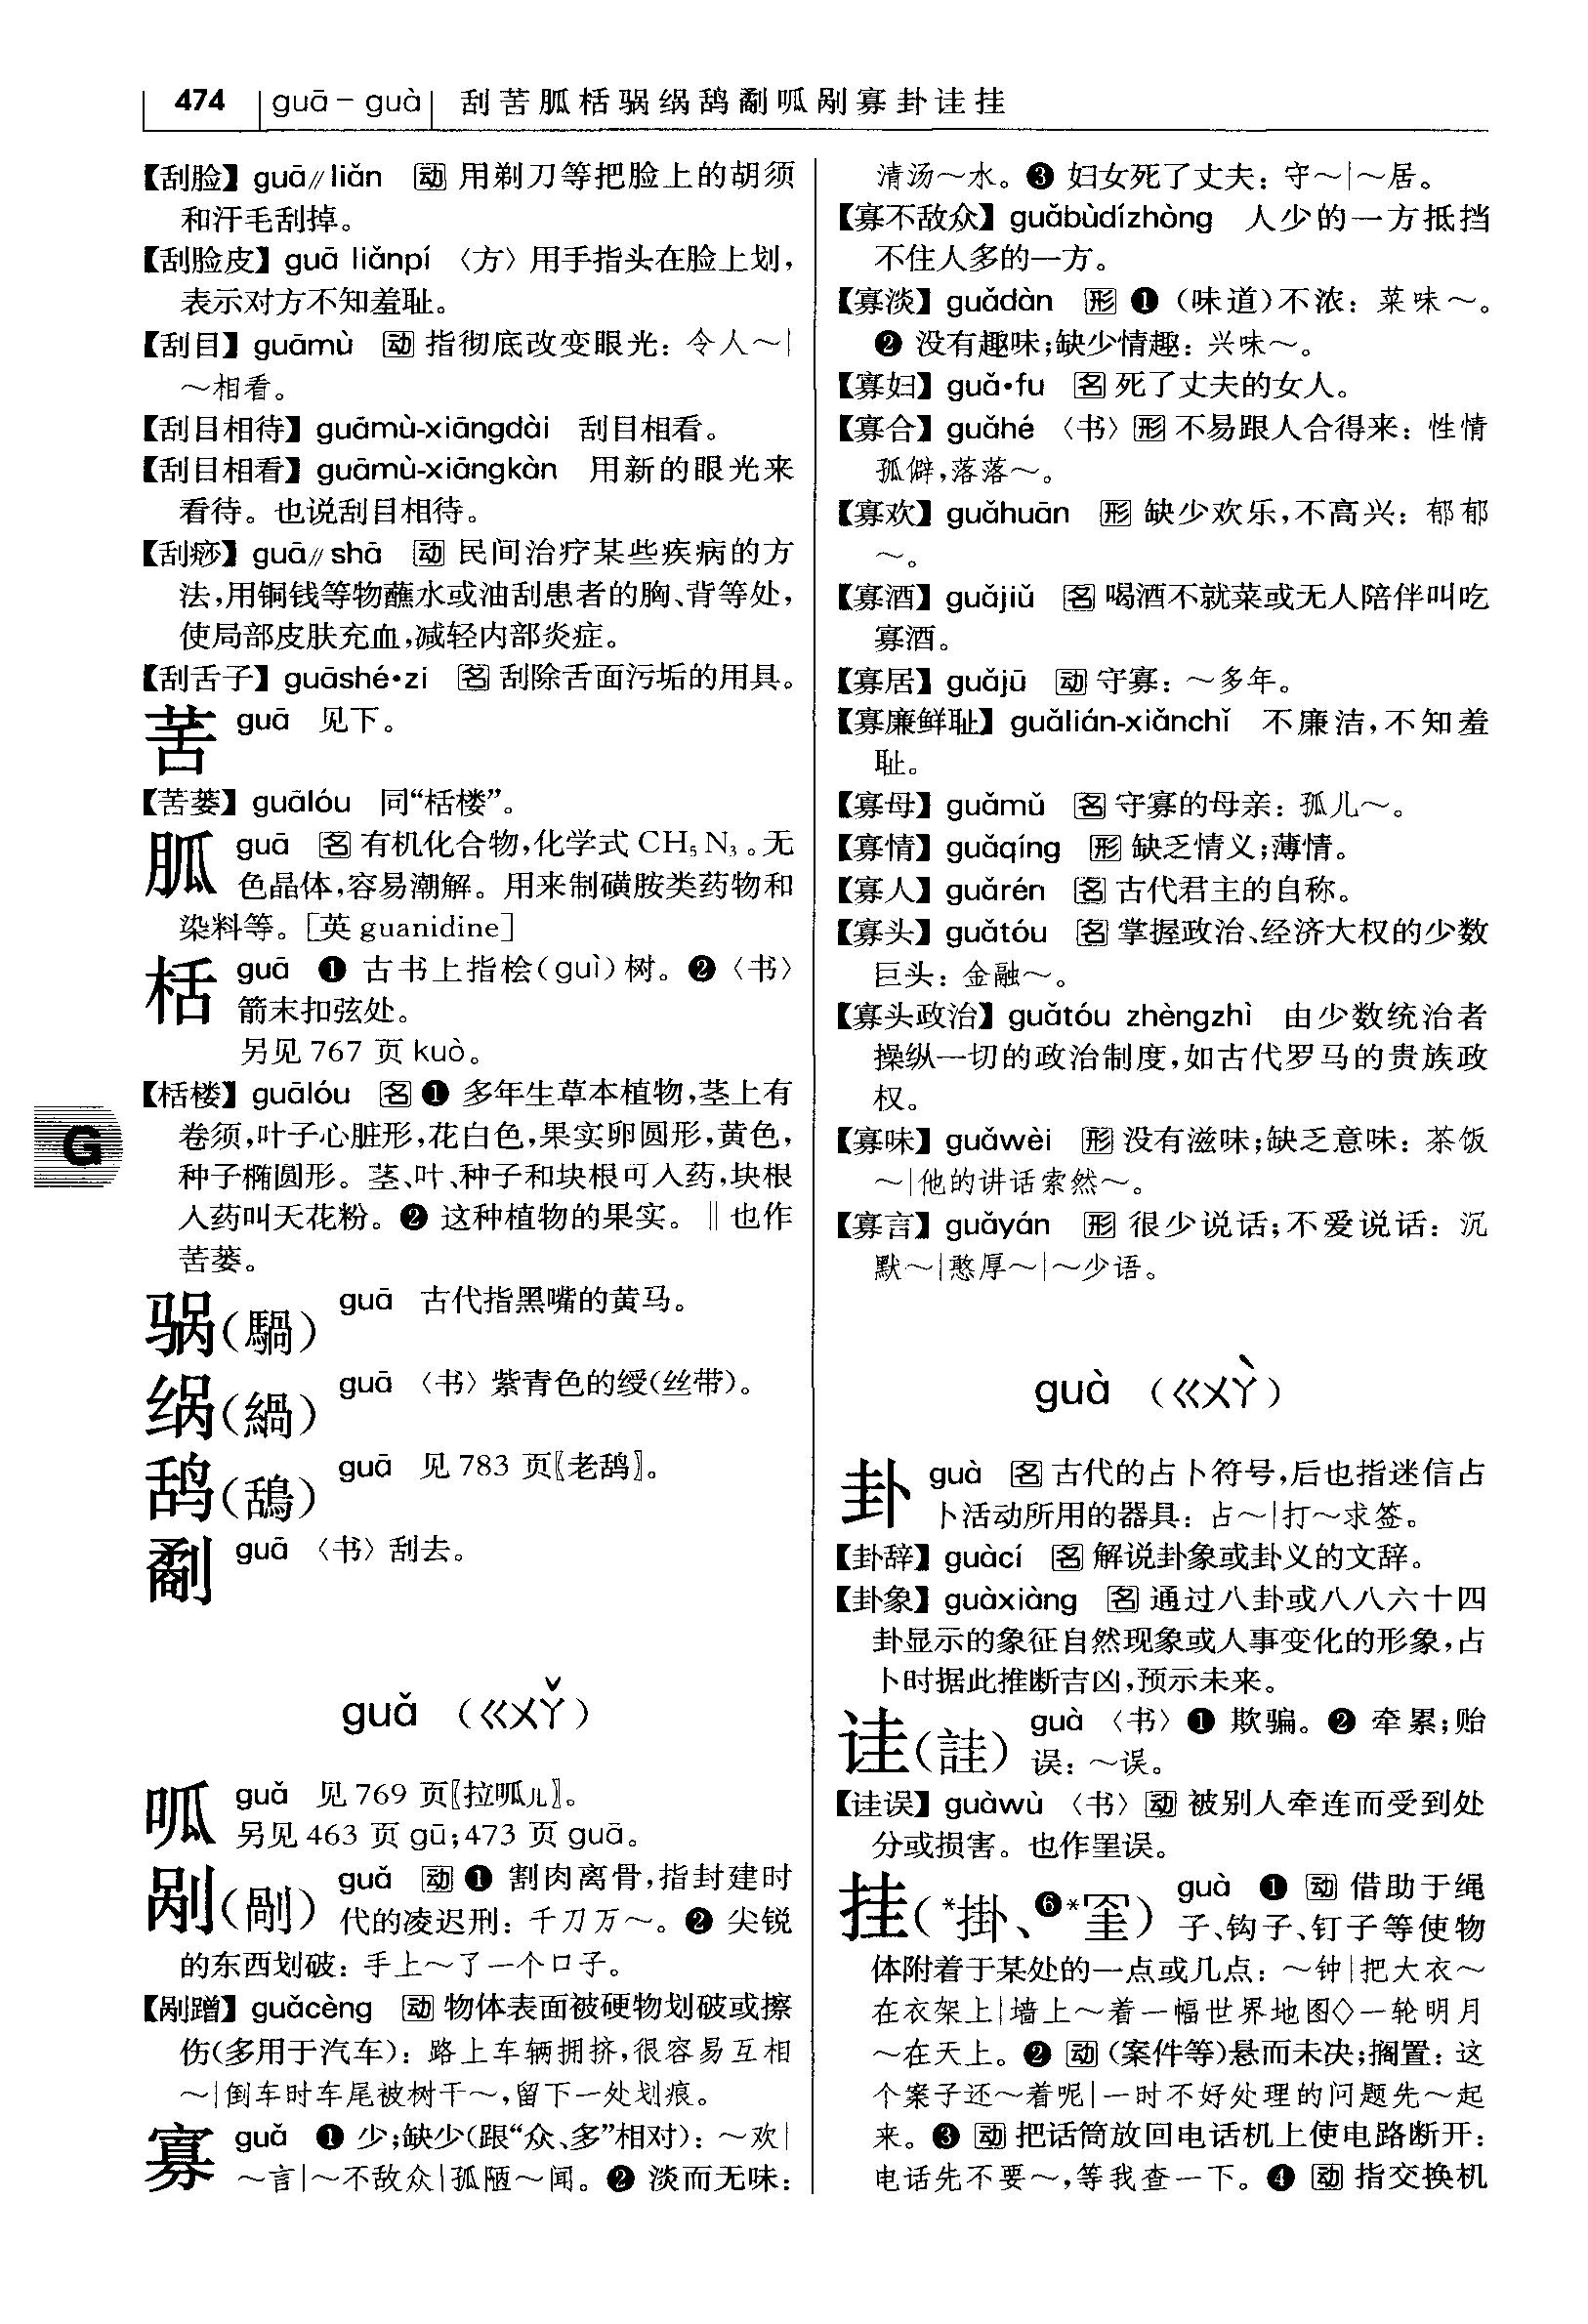 474 guā－guà 刮苦胍栝䯄緺鸹劀呱剐寡卦诖挂
【刮脸】guā∥liǎn 动 用剃刀等把脸上的胡须
和汗毛刮掉。
【刮脸皮】guā liǎnpí 〈方〉用手指头在脸上划，
表示对方不知羞耻。
【刮目】guāmù 动 指彻底改变眼光：令人～|
～相看。
【刮目相待】guāmù-xiāngdài 刮目相看。
【刮目相看】guāmù-xiāngkàn 用新的眼光来
看待。也说刮目相待。
【刮痧】guā∥shā 动 民间治疗某些疾病的方
法，用铜钱等物蘸水或油刮患者的胸、背等处，
使局部皮肤充血，减轻内部炎症。
【刮舌子】guāshé•zi 名 刮除舌面污垢的用具。
苦 guā 见下。
【苦蒌】guālóu 同“栝楼”。
胍 guā 名 有机化合物，化学式 CH₅N₃。无
色晶体，容易潮解。用来制磺胺类药物和
染料等。[英 guanidine]
栝 guā ❶ 古书上指桧(guì)树。❷〈书〉
箭末扣弦处。
另见 767 页 kuò。
【栝楼】guālóu 名 ❶ 多年生草本植物，茎上有
卷须，叶子心脏形，花白色，果实卵圆形，黄色，
种子椭圆形。茎、叶、种子和块根可入药，块根
入药叫天花粉。❷ 这种植物的果实。‖也作
苦蒌。
䯄(騧) guā 古代指黑嘴的黄马。
𬘮(緺) guā 〈书〉紫青色的绶(丝带)。
鸹(鴰) guā 见 783 页〖老鸹〗。
劀 guā 〈书〉刮去。
guǎ (ㄍㄨㄚˇ)
呱 guǎ 见 769 页〖拉呱儿〗。
另见 463 页 gū；473 页 guā。
剐(剮) guǎ 动 ❶ 割肉离骨，指封建时
代的凌迟刑：千刀万～。❷ 尖锐
的东西划破：手上～了一个口子。
【剐蹭】guǎcèng 动 物体表面被硬物划破或擦
伤(多用于汽车)：路上车辆拥挤，很容易互相
～|倒车时车尾被树干～，留下一处划痕。
寡 guǎ ❶ 少；缺少(跟“众、多”相对)：～欢|
～言|～不敌众|孤陋～闻。❷ 淡而无味：
清汤～水。❸ 妇女死了丈夫：守～|～居。
【寡不敌众】guǎbùdízhòng 人少的一方抵挡
不住人多的一方。
【寡淡】guǎdàn 形 ❶ (味道)不浓：菜味～。
❷ 没有趣味；缺少情趣：兴味～。
【寡妇】guǎ•fu 名 死了丈夫的女人。
【寡合】guǎhé 〈书〉形 不易跟人合得来：性情
孤僻，落落～。
【寡欢】guǎhuān 形 缺少欢乐，不高兴：郁郁
～。
【寡酒】guǎjiǔ 名 喝酒不就菜或无人陪伴叫吃
寡酒。
【寡居】guǎjū 动 守寡：～多年。
【寡廉鲜耻】guǎlián-xiǎnchǐ 不廉洁，不知羞
耻。
【寡母】guǎmǔ 名 守寡的母亲：孤儿～。
【寡情】guǎqíng 形 缺乏情义；薄情。
【寡人】guǎrén 名 古代君主的自称。
【寡头】guǎtóu 名 掌握政治、经济大权的少数
巨头：金融～。
【寡头政治】guǎtóu zhèngzhì 由少数统治者
操纵一切的政治制度，如古代罗马的贵族政
权。
【寡味】guǎwèi 形 没有滋味；缺乏意味：茶饭
～|他的讲话索然～。
【寡言】guǎyán 形 很少说话；不爱说话：沉
默～|憨厚～|～少语。
guà (ㄍㄨㄚˋ)
卦 guà 名 古代的占卜符号，后也指迷信占
卜活动所用的器具：占～|打～求签。
【卦辞】guàcí 名 解说卦象或卦义的文辞。
【卦象】guàxiàng 名 通过八卦或八八六十四
卦显示的象征自然现象或人事变化的形象，占
卜时据此推断吉凶，预示未来。
诖(詿) guà 〈书〉❶ 欺骗。❷ 牵累；贻
误：～误。
【诖误】guàwù 〈书〉动 被别人牵连而受到处
分或损害。也作罣误。
挂(*掛、❻*罣) guà ❶ 动 借助于绳
子、钩子、钉子等使物
体附着于某处的一点或几点：～钟|把大衣～
在衣架上|墙上～着一幅世界地图◇一轮明月
～在天上。❷ 动 (案件等)悬而未决；搁置：这
个案子还～着呢|一时不好处理的问题先～起
来。❸ 动 把话筒放回电话机上使电路断开：
电话先不要～，等我查一下。❹ 动 指交换机
G